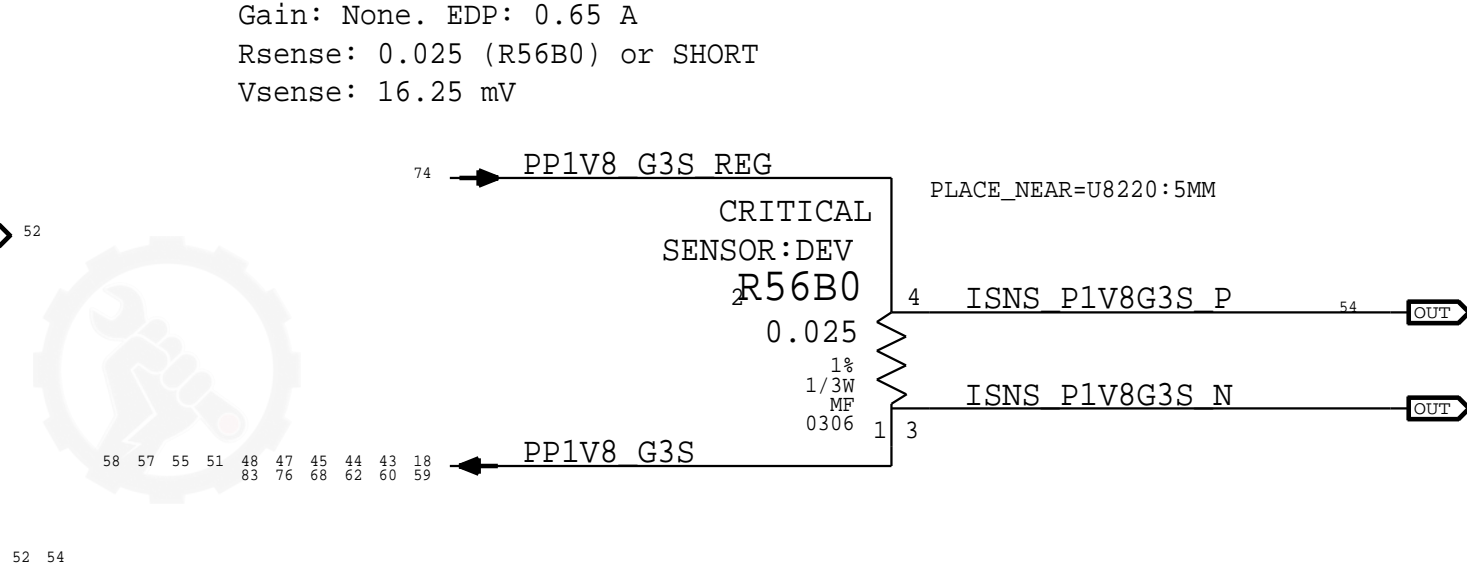 Gain: None. EDP: 0.65 A
Rsense: 0.025 (R56B0) or SHORT
Vsense: 16.25 mV
74 PP1V8_G3S_REG
PLACE_NEAR=U8220:5MM
CRITICAL
52
SENSOR:DEV
2 R56B0
4 ISNS_P1V8G3S_P 54 OUT
0.025
1%
1/3W
MF
ISNS_P1V8G3S_N OUT
0306
1 3
PP1V8_G3S
58 57 55 51 48 47 45 44 43 18
83 76 68 62 60 59
52 54